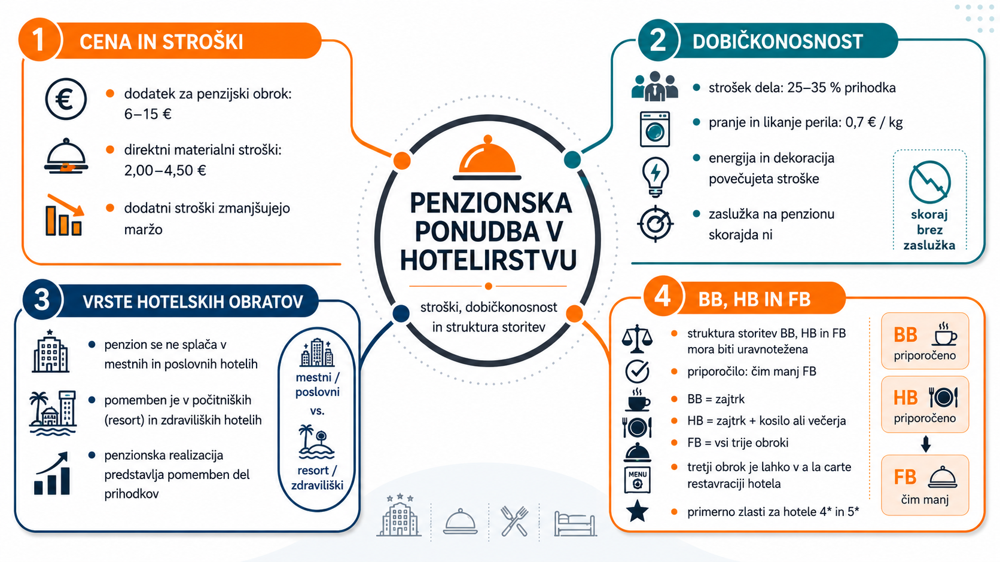 1 CENA IN STROŠKI
€
dodatek za penzijski obrok:
6–15 €
direktni materialni stroški:
2,00–4,50 €
dodatni stroški zmanjšujejo
maržo
2 DOBIČKONOSNOST
strošek dela: 25–35 % prihodka
pranje in likanje perila: 0,7 € / kg
energija in dekoracija
povečujeta stroške
zaslužka na penzionu
skorajda ni
skoraj
brez
zaslužka
PENZIONSKA
PONUDBA V
HOTELIRSTVU
stroški, dobičkonosnost
in struktura storitev
3 VRSTE HOTELSKIH OBRATOV
penzion se ne splača v
mestnih in poslovnih hotelih
pomemben je v počitniških
(resort) in zdraviliških hotelih
penzionska realizacija
predstavlja pomemben del
prihodkov
mestni /
poslovni
vs.
resort /
zdraviliški
4 BB, HB IN FB
struktura storitev BB, HB in FB
mora biti uravnotežena
priporočilo: čim manj FB
BB = zajtrk
HB = zajtrk + kosilo ali večerja
FB = vsi trije obroki
MENU
tretji obrok je lahko v a la carte
restavraciji hotela
primerno zlasti za hotele 4* in 5*
BB
priporočeno
HB
priporočeno
FB
čim manj